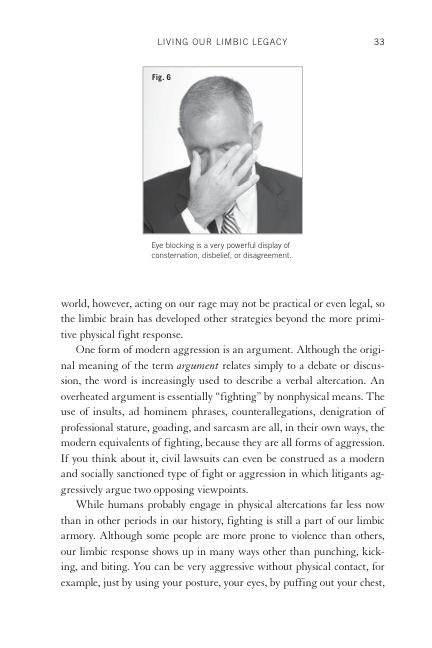 LIVING OUR LIMBIC LEGACY 33
Fig. 6
Eye blocking is a very powerful display of
consternation, disbelief, or disagreement.
world, however, acting on our rage may not be practical or even legal, so
the limbic brain has developed other strategies beyond the more primi-
tive physical fight response.
One form of modern aggression is an argument. Although the origi-
nal meaning of the term argument relates simply to a debate or discus-
sion, the word is increasingly used to describe a verbal altercation. An
overheated argument is essentially “fighting” by nonphysical means. The
use of insults, ad hominem phrases, counterallegations, denigration of
professional stature, goading, and sarcasm are all, in their own ways, the
modern equivalents of fighting, because they are all forms of aggression.
If you think about it, civil lawsuits can even be construed as a modern
and socially sanctioned type of fight or aggression in which litigants ag-
gressively argue two opposing viewpoints.
While humans probably engage in physical altercations far less now
than in other periods in our history, fighting is still a part of our limbic
armory. Although some people are more prone to violence than others,
our limbic response shows up in many ways other than punching, kick-
ing, and biting. You can be very aggressive without physical contact, for
example, just by using your posture, your eyes, by puffing out your chest,